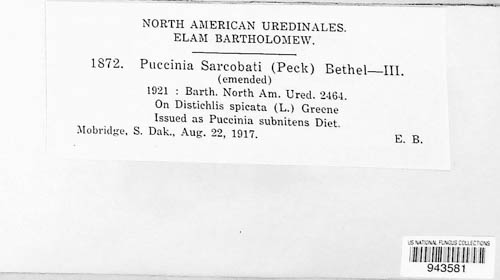 NORTH AMERICAN UREDINALES.
ELAM BARTHOLOMEW.
1872. Puccinia Sarcobati (Peck) Bethel—III.
(emended)
1921 : Barth. North Am. Ured. 2464.
On Distichlis spicata (L.) Greene
Issued as Puccinia subnitens Diet.
Mobridge, S. Dak., Aug. 22, 1917. E. B.
US NATIONAL FUNGUS COLLECTIONS
943581